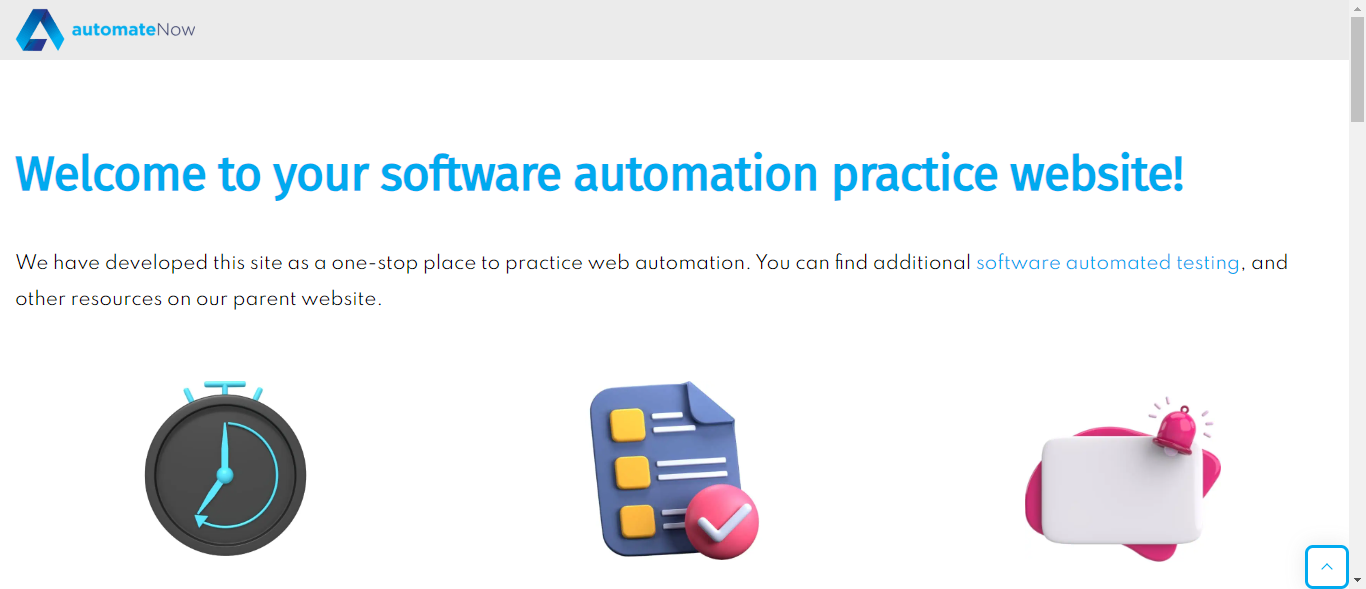 automateNow
Welcome to your software automation practice website!
We have developed this site as a one-stop place to practice web automation. You can find additional software automated testing, and
other resources on our parent website.